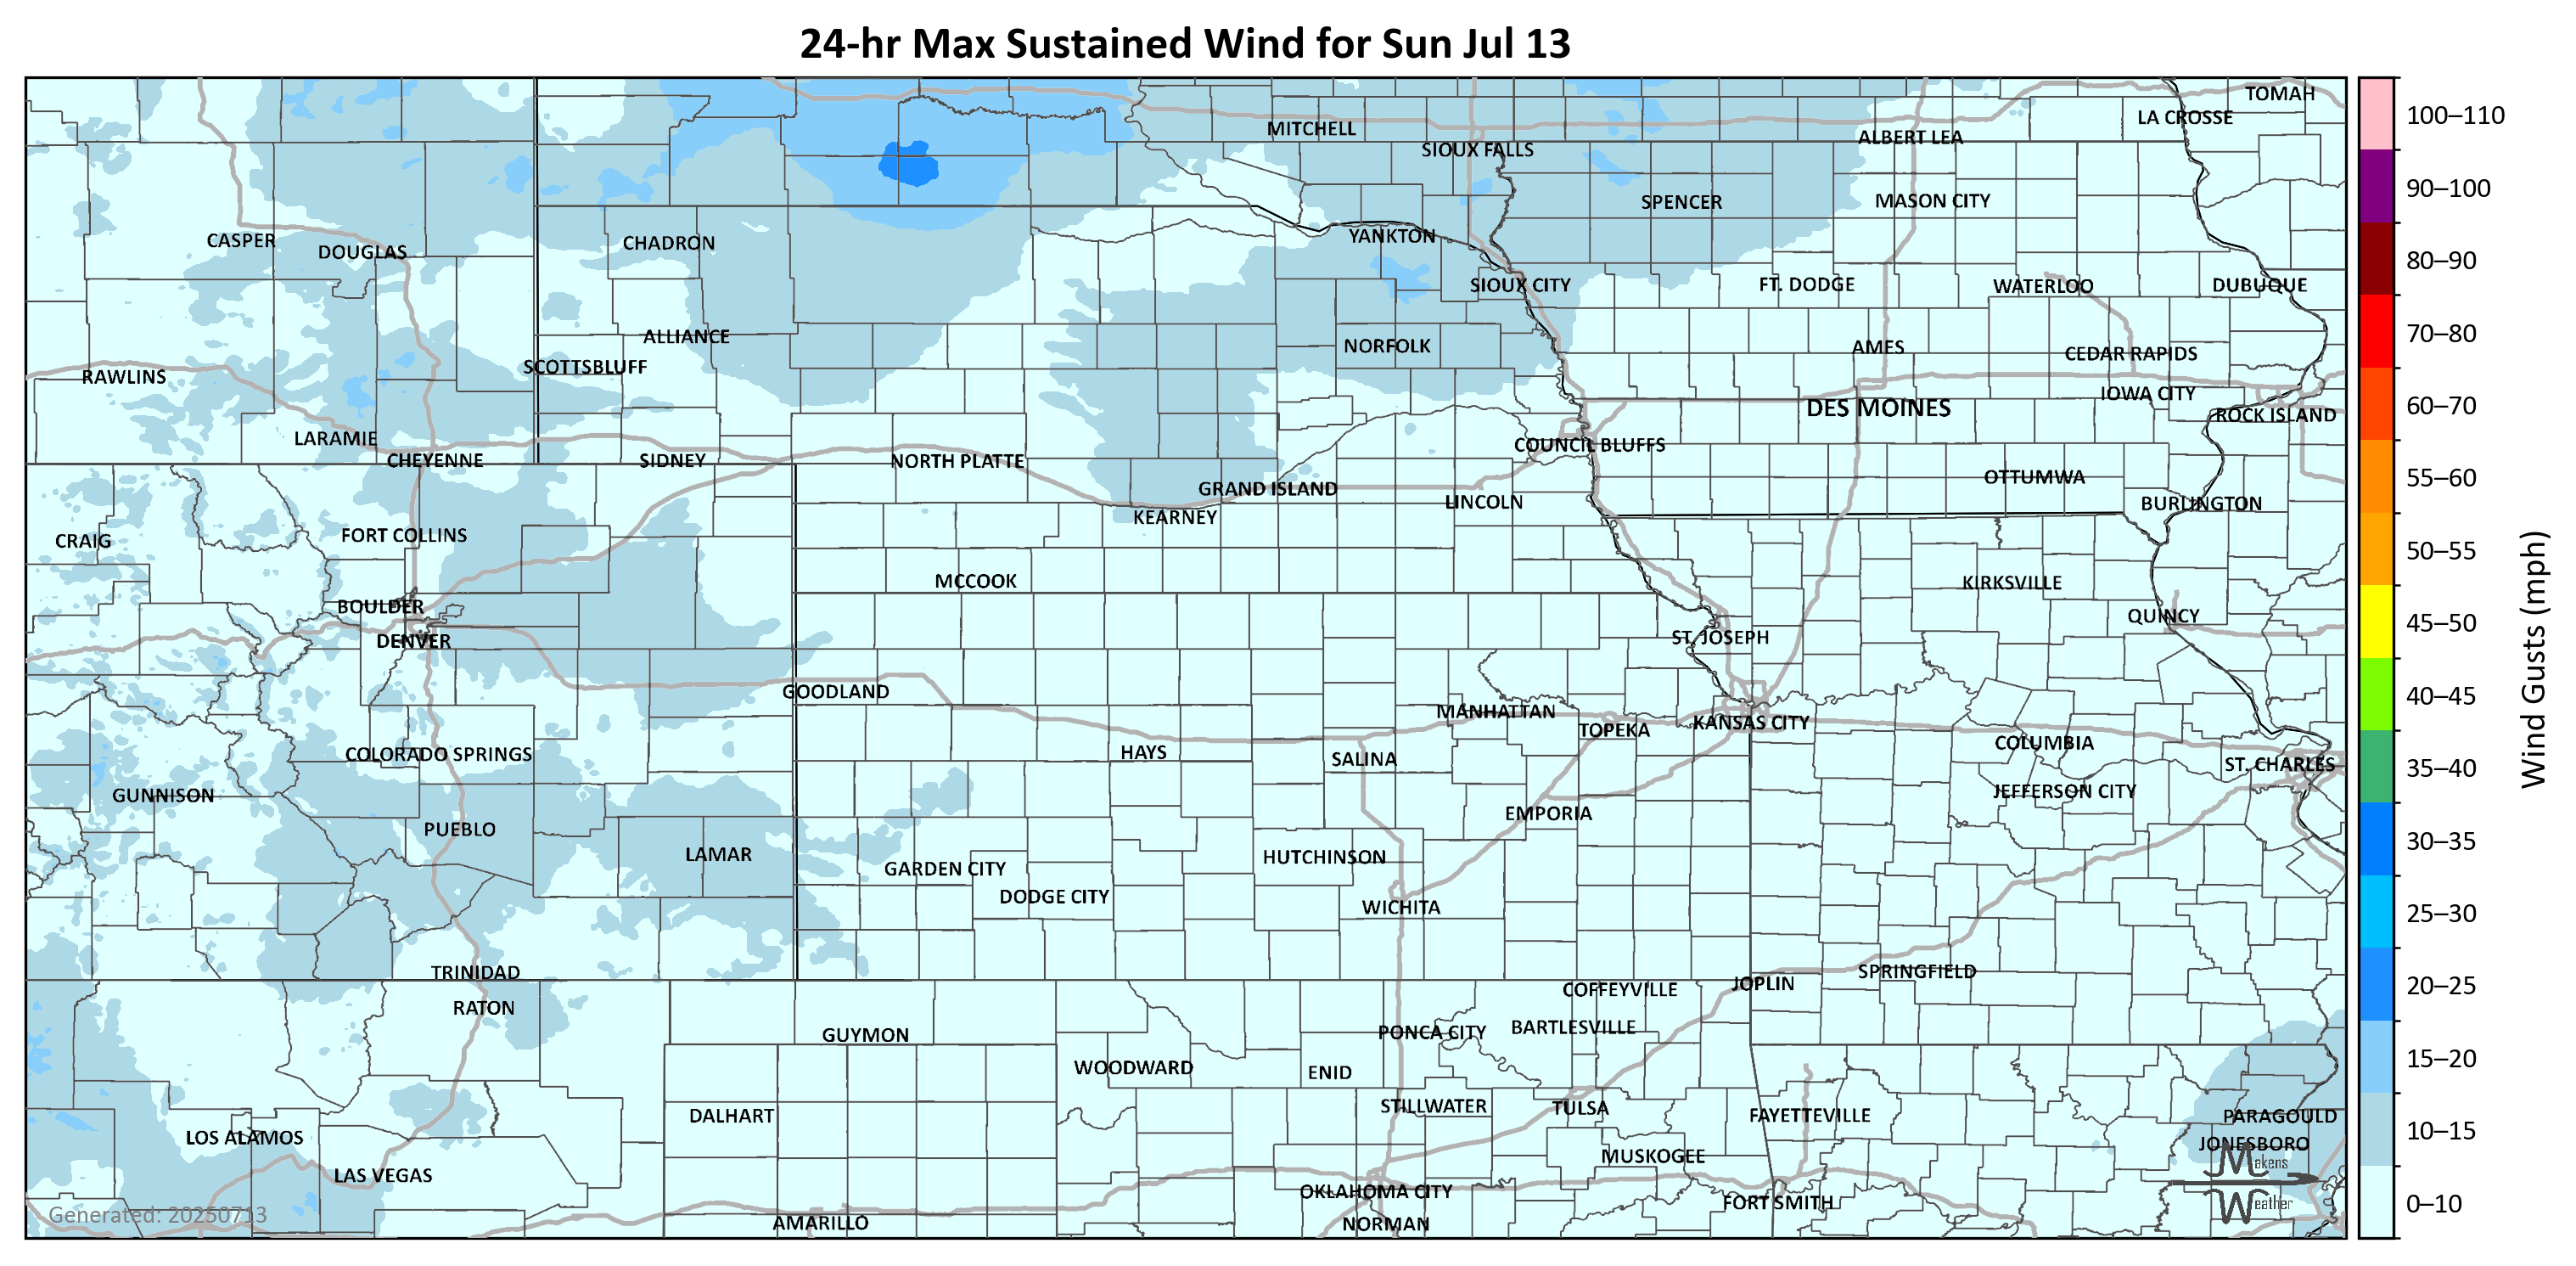 24-hr Max Sustained Wind for Sun Jul 13
TOMAH
LA CROSSE
MITCHELL
ALBERT LEA
SIOUX FALLS
SPENCER
MASON CITY
CASPER
DOUGLAS
CHADRON
YANKTON
SIOUX CITY
FT. DODGE
WATERLOO
DUBUQUE
ALLIANCE
NORFOLK
AMES
CEDAR RAPIDS
SCOTTSBLUFF
RAWLINS
IOWA CITY
DES MOINES
ROCK ISLAND
LARAMIE
COUNCIL BLUFFS
CHEYENNE
SIDNEY
NORTH PLATTE
OTTUMWA
GRAND ISLAND
LINCOLN
BURLINGTON
KEARNEY
FORT COLLINS
CRAIG
MCCOOK
KIRKSVILLE
BOULDER
QUINCY
DENVER
ST. JOSEPH
GOODLAND
MANHATTAN
KANSAS CITY
TOPEKA
COLUMBIA
COLORADO SPRINGS
HAYS
SALINA
ST. CHARLES
GUNNISON
JEFFERSON CITY
EMPORIA
PUEBLO
LAMAR
HUTCHINSON
GARDEN CITY
DODGE CITY
WICHITA
TRINIDAD
SPRINGFIELD
JOPLIN
COFFEYVILLE
RATON
GUYMON
PONCA CITY
BARTLESVILLE
WOODWARD
ENID
STILLWATER
TULSA
DALHART
FAYETTEVILLE
PARAGOULD
LOS ALAMOS
JONESBORO
MUSKOGEE
LAS VEGAS
OKLAHOMA CITY
FORT SMITH
AMARILLO
NORMAN
Generated: 20250713
Makens
Weather
100–110
90–100
80–90
70–80
60–70
55–60
50–55
45–50
40–45
35–40
30–35
25–30
20–25
15–20
10–15
0–10
Wind Gusts (mph)